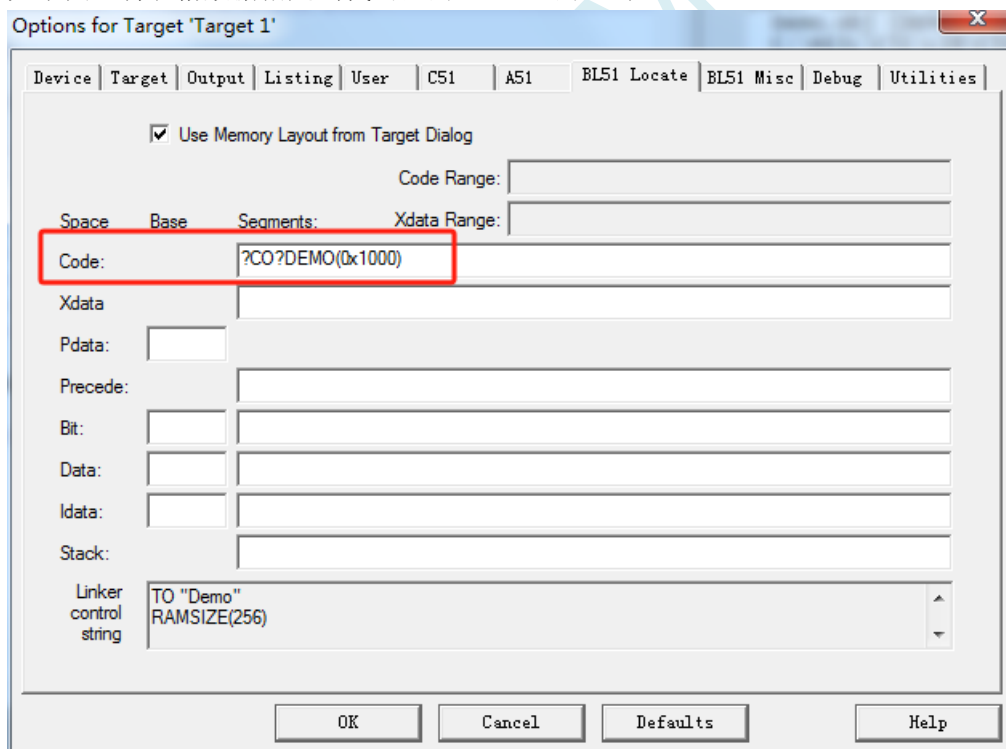 Options for Target 'Target 1'
Device Target Output Listing User C51 A51 BL51 Locate BL51 Misc Debug Utilities
Use Memory Layout from Target Dialog
Code Range:
Space Base Segments: Xdata Range:
Code: ?CO?DEMO(0x1000)
Xdata
Pdata:
Precede:
Bit:
Data:
Idata:
Stack:
Linker control string
TO "Demo"
RAMSIZE(256)
OK Cancel Defaults Help